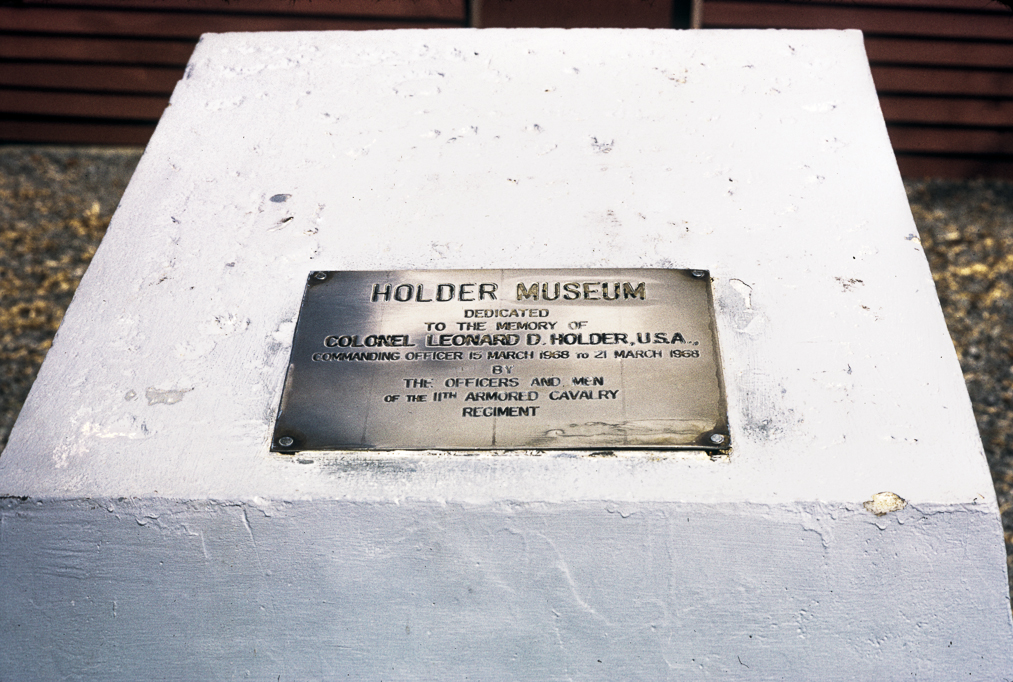 HOLDER MUSEUM
DEDICATED
TO THE MEMORY OF
COLONEL LEONARD D. HOLDER, U.S.A.,
COMMANDING OFFICER 15 MARCH 1968 TO 21 MARCH 1968
BY
THE OFFICERS AND MEN
OF THE 11TH ARMORED CAVALRY
REGIMENT